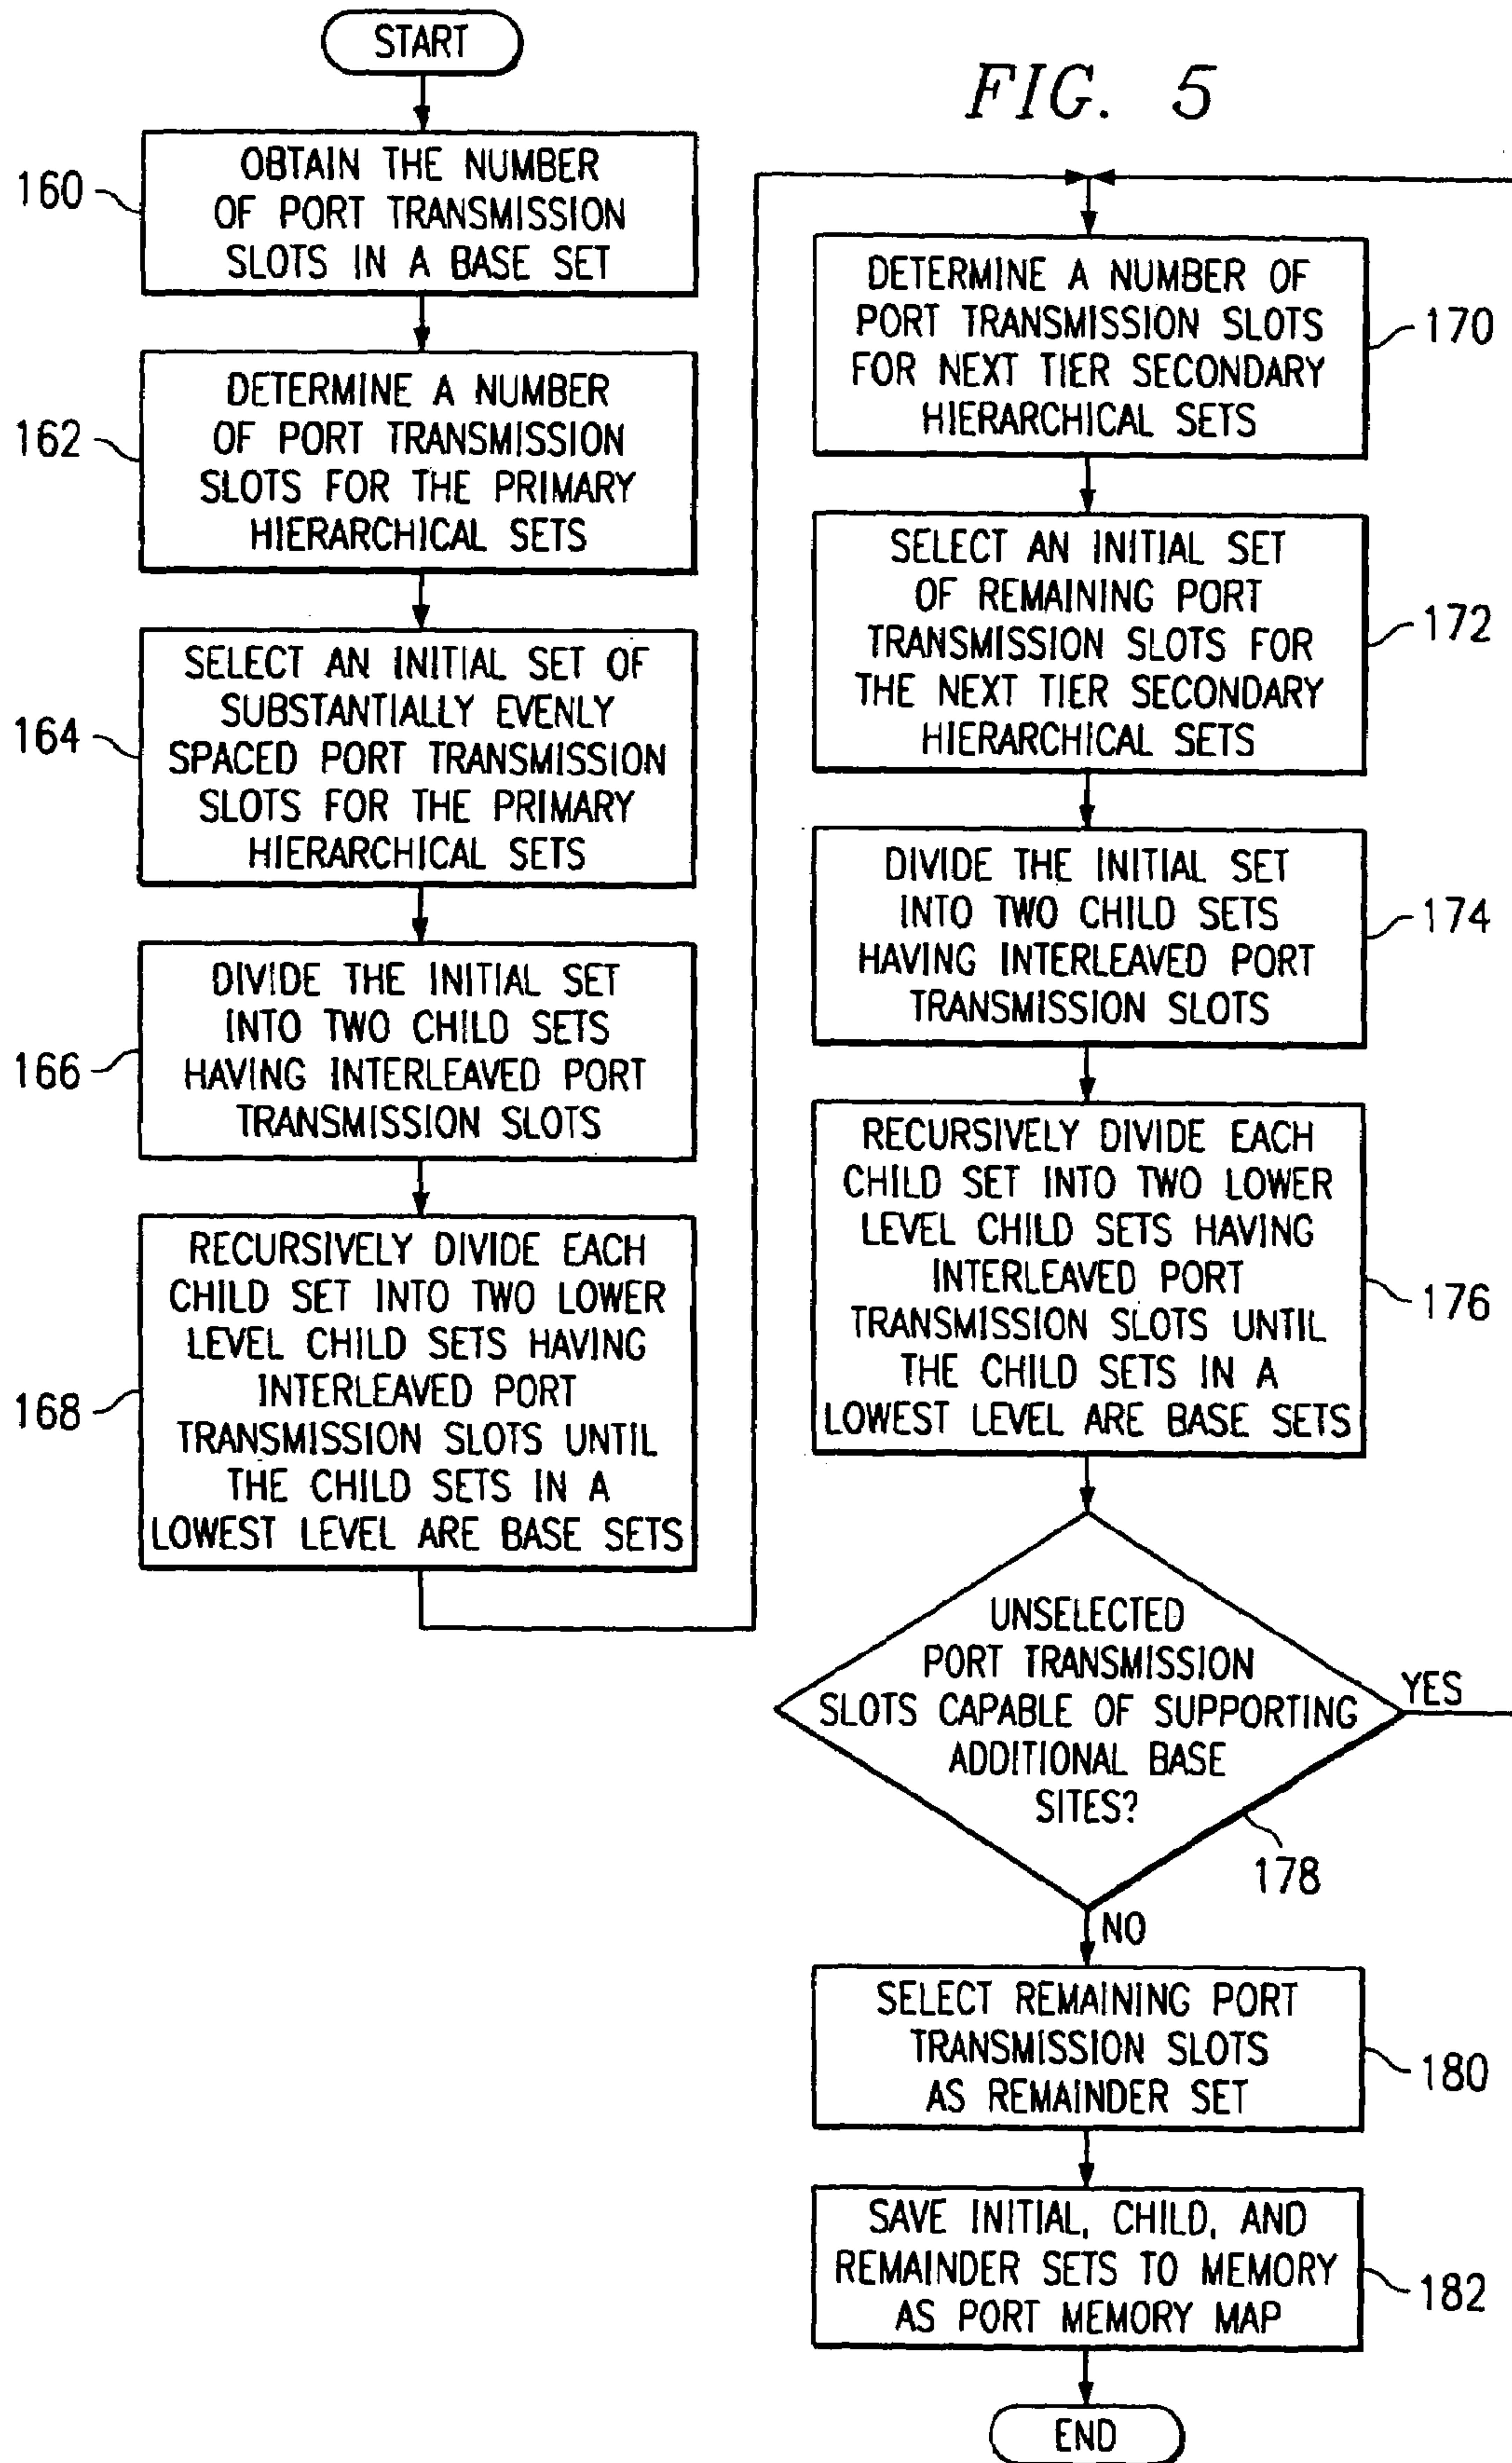 FIG. 5
START
160
OBTAIN THE NUMBER
OF PORT TRANSMISSION
SLOTS IN A BASE SET
162
DETERMINE A NUMBER
OF PORT TRANSMISSION
SLOTS FOR THE PRIMARY
HIERARCHICAL SETS
164
SELECT AN INITIAL SET OF
SUBSTANTIALLY EVENLY
SPACED PORT TRANSMISSION
SLOTS FOR THE PRIMARY
HIERARCHICAL SETS
166
DIVIDE THE INITIAL SET
INTO TWO CHILD SETS
HAVING INTERLEAVED PORT
TRANSMISSION SLOTS
168
RECURSIVELY DIVIDE EACH
CHILD SET INTO TWO LOWER
LEVEL CHILD SETS HAVING
INTERLEAVED PORT
TRANSMISSION SLOTS UNTIL
THE CHILD SETS IN A
LOWEST LEVEL ARE BASE SETS
DETERMINE A NUMBER OF
PORT TRANSMISSION SLOTS
FOR NEXT TIER SECONDARY
HIERARCHICAL SETS
170
SELECT AN INITIAL SET
OF REMAINING PORT
TRANSMISSION SLOTS FOR
THE NEXT TIER SECONDARY
HIERARCHICAL SETS
172
DIVIDE THE INITIAL SET
INTO TWO CHILD SETS
HAVING INTERLEAVED PORT
TRANSMISSION SLOTS
174
RECURSIVELY DIVIDE EACH
CHILD SET INTO TWO LOWER
LEVEL CHILD SETS HAVING
INTERLEAVED PORT
TRANSMISSION SLOTS UNTIL
THE CHILD SETS IN A
LOWEST LEVEL ARE BASE SETS
176
UNSELECTED
PORT TRANSMISSION
SLOTS CAPABLE OF SUPPORTING
ADDITIONAL BASE
SITES?
YES
178
NO
SELECT REMAINING PORT
TRANSMISSION SLOTS
AS REMAINDER SET
180
SAVE INITIAL, CHILD, AND
REMAINDER SETS TO MEMORY
AS PORT MEMORY MAP
182
END